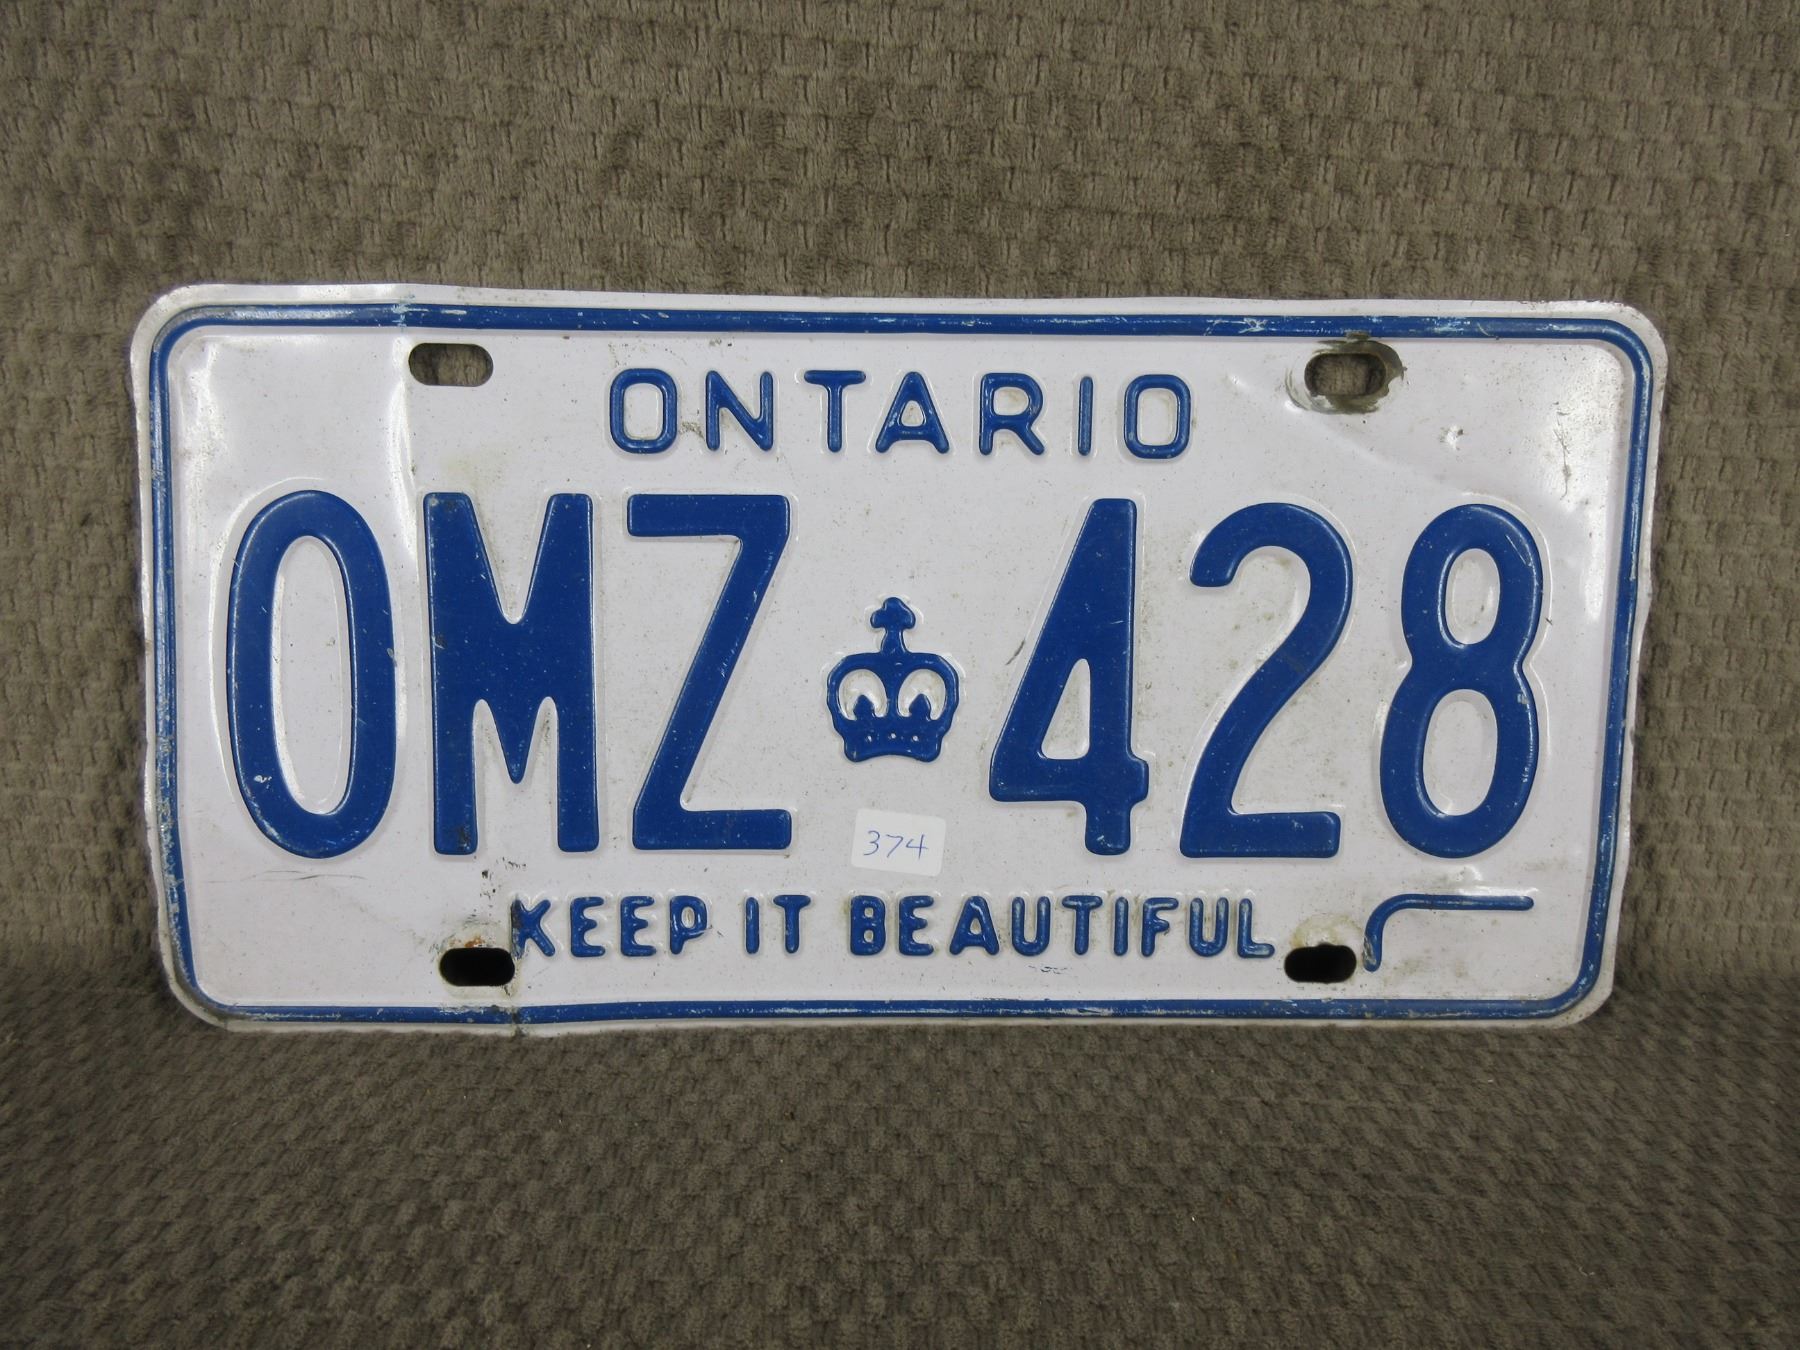 ONTARIO
OMZ 428
374
KEEP IT BEAUTIFUL